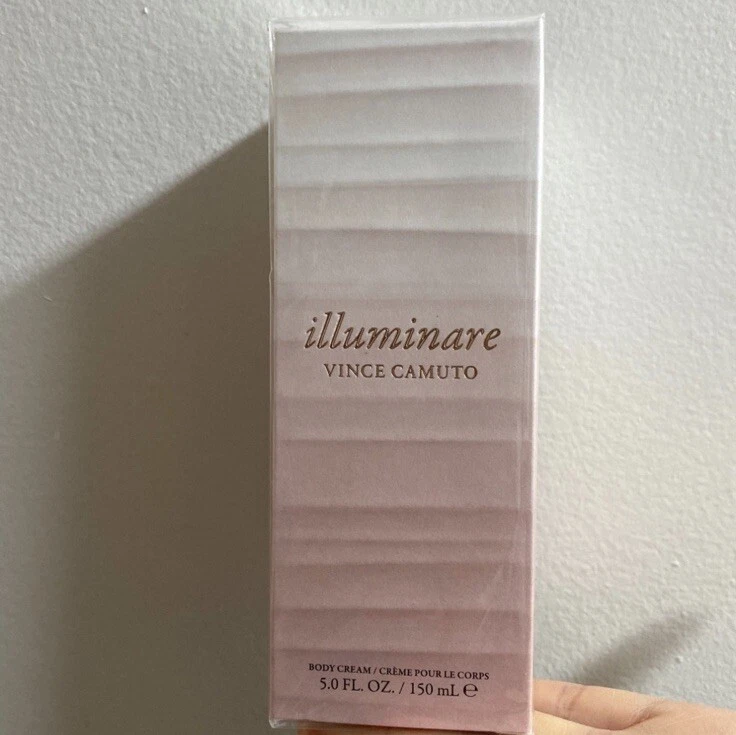 illuminare
VINCE CAMUTO
BODY CREAM / CRÈME POUR LE CORPS
5.0 FL. OZ. / 150 mL ℮